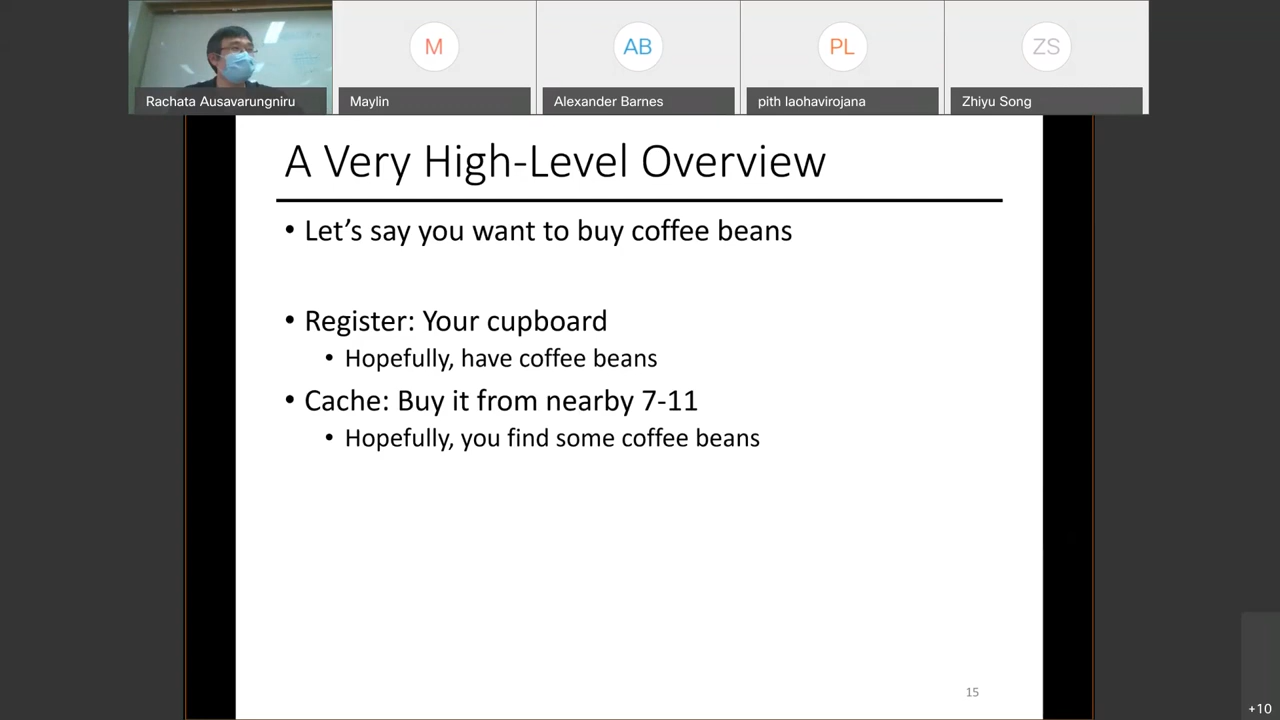 M
AB
PL
ZS
Rachata Ausavarungniru
Maylin
Alexander Barnes
pith laohavirojana
Zhiyu Song
A Very High-Level Overview
• Let's say you want to buy coffee beans
• Register: Your cupboard
• Hopefully, have coffee beans
• Cache: Buy it from nearby 7-11
• Hopefully, you find some coffee beans
15
+10